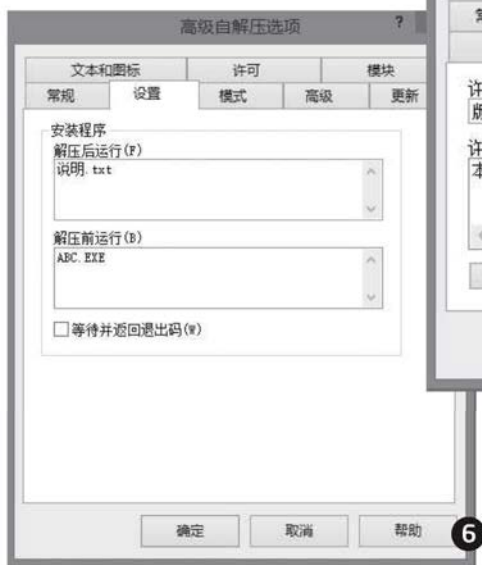 高级自解压选项 ?
文本和图标 许可 模块
常规 设置 模式 高级 更新
安装程序
解压后运行(F)
说明.txt
解压前运行(B)
ABC.EXE
等待并返回退出码(W)
确定 取消 帮助
6
许
版
许
本